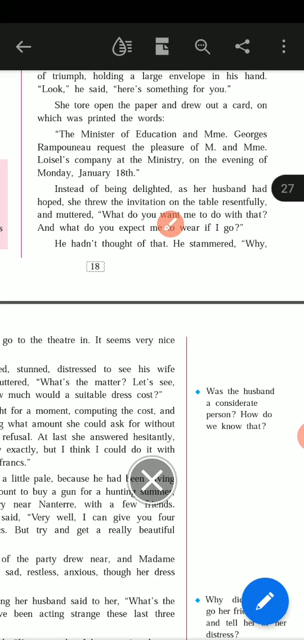 of triumph, holding a large envelope in his hand.
“Look,” he said, “here’s something for you.”
She tore open the paper and drew out a card, on
which was printed the words:
“The Minister of Education and Mme. Georges
Rampouneau request the pleasure of M. and Mme.
Loisel’s company at the Ministry, on the evening of
Monday, January 18th.”
Instead of being delighted, as her husband had
hoped, she threw the invitation on the table resentfully,
and muttered, “What do you want me to do with that?
And what do you expect me to wear if I go?”
He hadn’t thought of that. He stammered, “Why,
18
27
go to the theatre in. It seems very nice
stunned, distressed to see his wife
uttered, “What’s the matter? Let’s see,
much would a suitable dress cost?”
for a moment, computing the cost, and
what amount she could ask for without
refusal. At last she answered hesitantly,
exactly, but I think I could do it with
francs.”
a little pale, because he had been
to buy a gun for a hunting summer,
near Nanterre, with a few friends.
said, “Very well, I can give you four
But try and get a really beautiful
of the party drew near, and Madame
sad, restless, anxious, though her dress
her husband said to her, “What’s the
been acting strange these last three
Was the husband
a considerate
person? How do
we know that?
Why
go her
and tell her
distress?